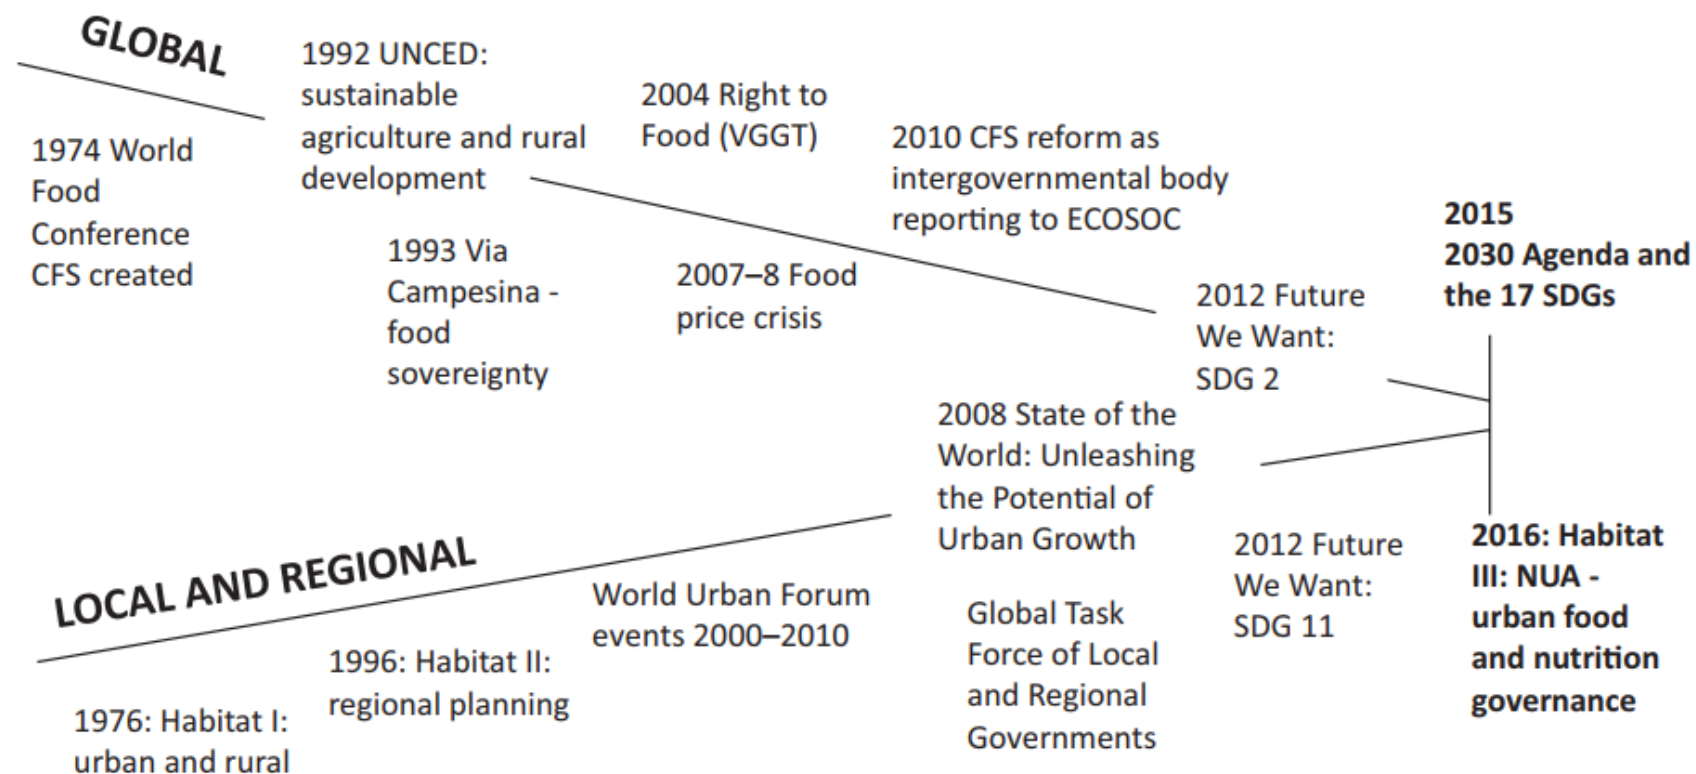 GLOBAL
1974 World
Food
Conference
CFS created
1992 UNCED:
sustainable
agriculture and rural
development
1993 Via
Campesina -
food
sovereignty
2004 Right to
Food (VGGT)
2007–8 Food
price crisis
2010 CFS reform as
intergovernmental body
reporting to ECOSOC
2012 Future
We Want:
SDG 2
2015
2030 Agenda and
the 17 SDGs
LOCAL AND REGIONAL
1976: Habitat I:
urban and rural
1996: Habitat II:
regional planning
World Urban Forum
events 2000–2010
2008 State of the
World: Unleashing
the Potential of
Urban Growth
Global Task
Force of Local
and Regional
Governments
2012 Future
We Want:
SDG 11
2016: Habitat
III: NUA -
urban food
and nutrition
governance